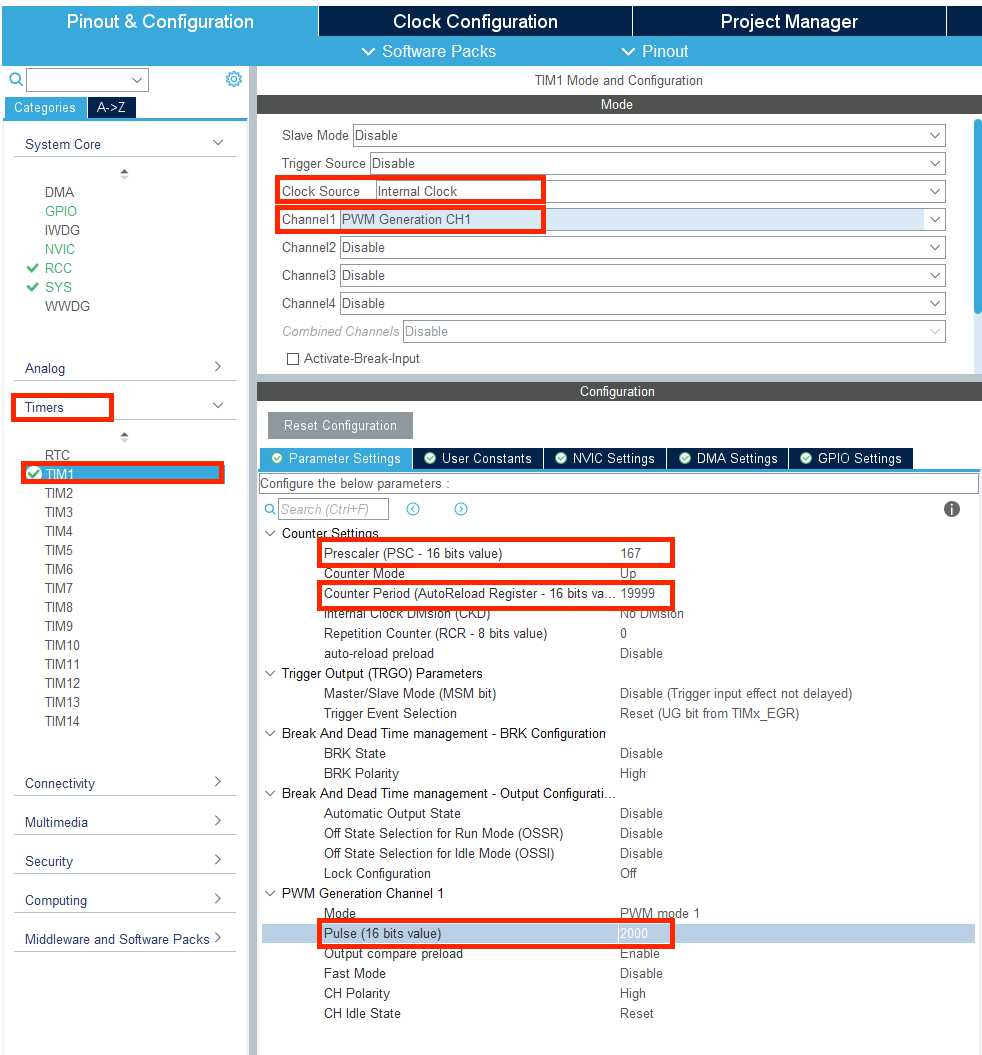 Pinout & Configuration
Clock Configuration
Project Manager
Software Packs
Pinout
Categories
A->Z
System Core
DMA
GPIO
IWDG
NVIC
RCC
SYS
WWDG
Analog
Timers
RTC
TIM1
TIM2
TIM3
TIM4
TIM5
TIM6
TIM7
TIM8
TIM9
TIM10
TIM11
TIM12
TIM13
TIM14
Connectivity
Multimedia
Security
Computing
Middleware and Software Packs
TIM1 Mode and Configuration
Mode
Slave Mode Disable
Trigger Source Disable
Clock Source Internal Clock
Channel1 PWM Generation CH1
Channel2 Disable
Channel3 Disable
Channel4 Disable
Combined Channels Disable
Activate-Break-Input
Configuration
Reset Configuration
Parameter Settings
User Constants
NVIC Settings
DMA Settings
GPIO Settings
Configure the below parameters :
Search (Ctrl+F)
Counter Settings
Prescaler (PSC - 16 bits value) 167
Counter Mode Up
Counter Period (AutoReload Register - 16 bits va... 19999
Internal Clock Division (CKD) No Division
Repetition Counter (RCR - 8 bits value) 0
auto-reload preload Disable
Trigger Output (TRGO) Parameters
Master/Slave Mode (MSM bit) Disable (Trigger input effect not delayed)
Trigger Event Selection Reset (UG bit from TIMx_EGR)
Break And Dead Time management - BRK Configuration
BRK State Disable
BRK Polarity High
Break And Dead Time management - Output Configurati...
Automatic Output State Disable
Off State Selection for Run Mode (OSSR) Disable
Off State Selection for Idle Mode (OSSI) Disable
Lock Configuration Off
PWM Generation Channel 1
Mode PWM mode 1
Pulse (16 bits value) 2000
Output compare preload Enable
Fast Mode Disable
CH Polarity High
CH Idle State Reset